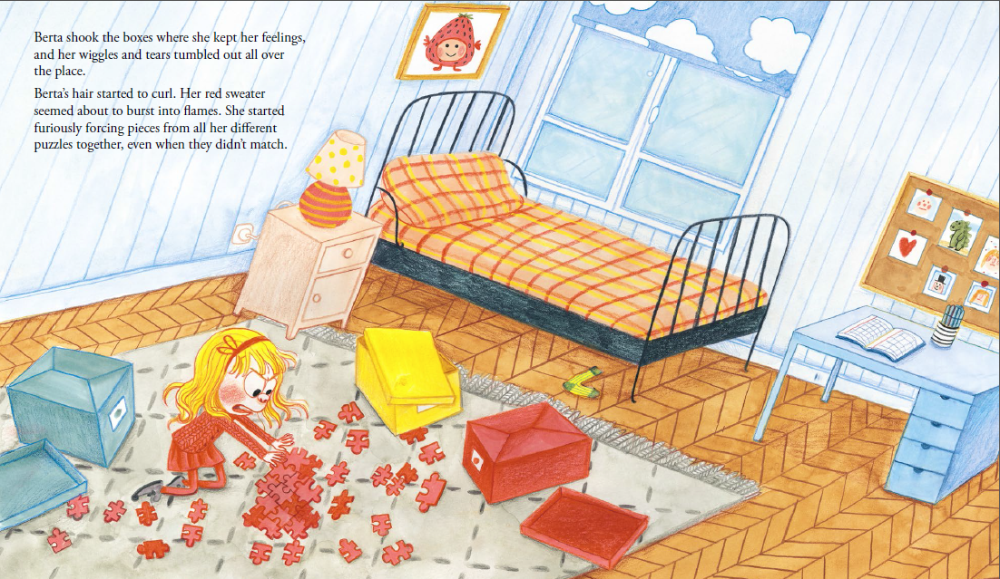 Berta shook the boxes where she kept her feelings,
and her wiggles and tears tumbled out all over
the place.
Berta's hair started to curl. Her red sweater
seemed about to burst into flames. She started
furiously forcing pieces from all her different
puzzles together, even when they didn't match.